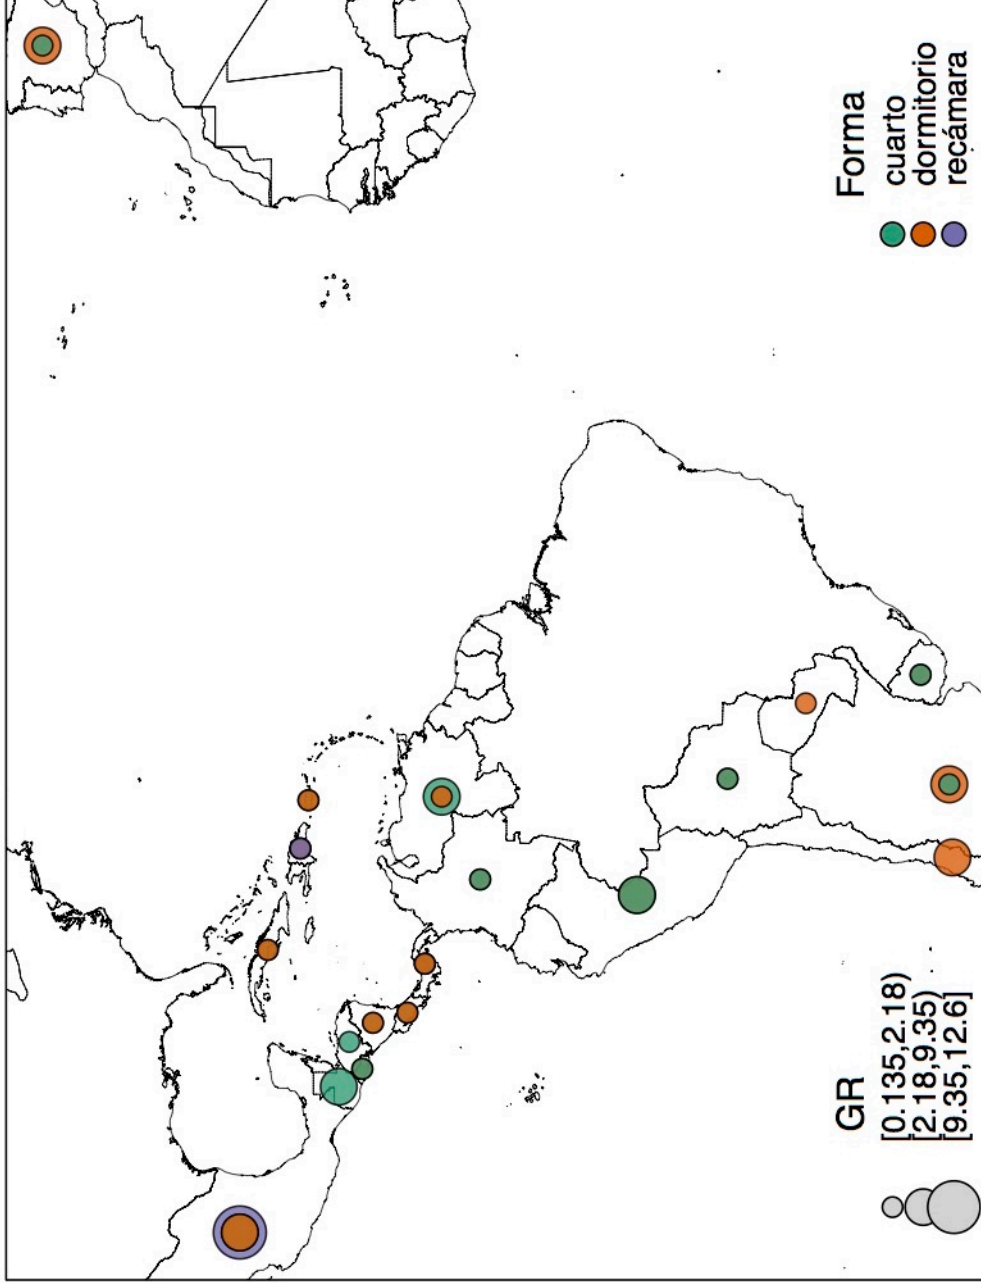 GR
[0.135,2.18)
[2.18,9.35)
[9.35,12.6]
Forma
cuarto
dormitorio
recámara